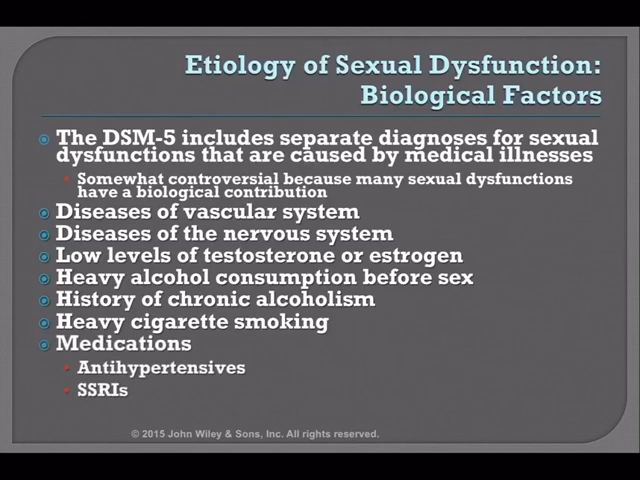 Etiology of Sexual Dysfunction:
Biological Factors
The DSM-5 includes separate diagnoses for sexual
dysfunctions that are caused by medical illnesses
Somewhat controversial because many sexual dysfunctions
have a biological contribution
Diseases of vascular system
Diseases of the nervous system
Low levels of testosterone or estrogen
Heavy alcohol consumption before sex
History of chronic alcoholism
Heavy cigarette smoking
Medications
Antihypertensives
SSRIs
© 2015 John Wiley & Sons, Inc. All rights reserved.